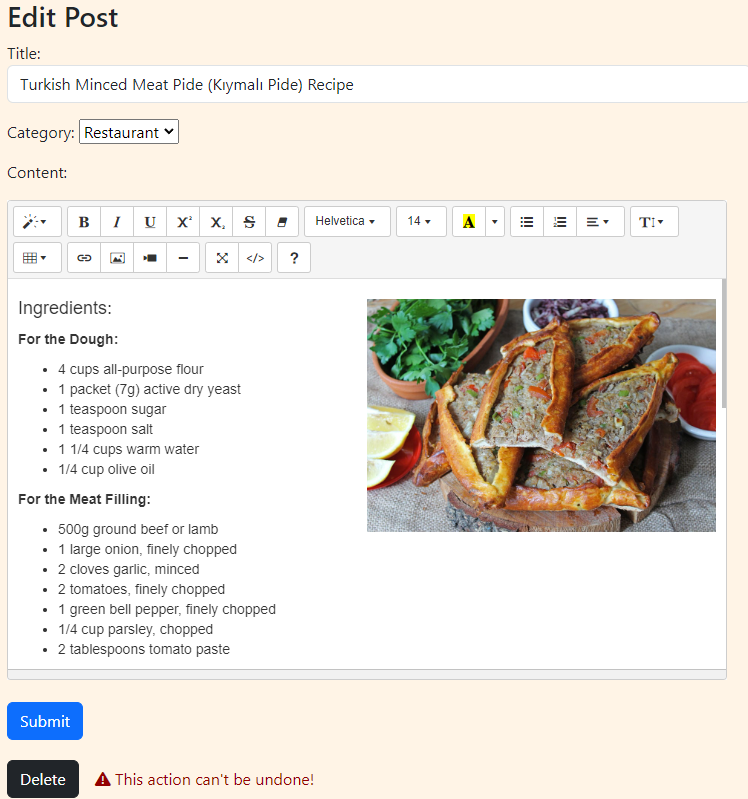 Edit Post
Title:
Turkish Minced Meat Pide (Kıymalı Pide) Recipe
Category: Restaurant
Content:
B I U X² X₂ S Helvetica 14 A T
</> ?
Ingredients:
For the Dough:
4 cups all-purpose flour
1 packet (7g) active dry yeast
1 teaspoon sugar
1 teaspoon salt
1 1/4 cups warm water
1/4 cup olive oil
For the Meat Filling:
500g ground beef or lamb
1 large onion, finely chopped
2 cloves garlic, minced
2 tomatoes, finely chopped
1 green bell pepper, finely chopped
1/4 cup parsley, chopped
2 tablespoons tomato paste
Submit
Delete This action can't be undone!